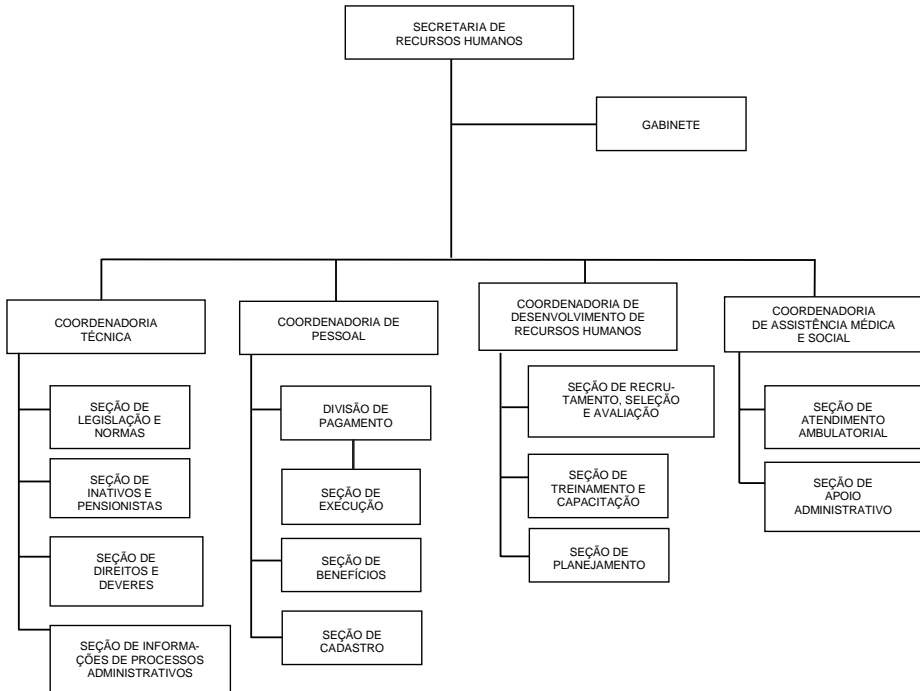 SECRETARIA DE
RECURSOS HUMANOS
GABINETE
COORDENADORIA
TÉCNICA
SEÇÃO DE
LEGISLAÇÃO E
NORMAS
SEÇÃO DE
INATIVOS E
PENSIONISTAS
SEÇÃO DE
DIREITOS E
DEVERES
SEÇÃO DE INFORMA-
ÇÕES DE PROCESSOS
ADMINISTRATIVOS
COORDENADORIA DE
PESSOAL
DIVISÃO DE
PAGAMENTO
SEÇÃO DE
EXECUÇÃO
SEÇÃO DE
BENEFÍCIOS
SEÇÃO DE
CADASTRO
COORDENADORIA DE
DESENVOLVIMENTO DE
RECURSOS HUMANOS
SEÇÃO DE RECRU-
TAMENTO, SELEÇÃO
E AVALIAÇÃO
SEÇÃO DE
TREINAMENTO E
CAPACITAÇÃO
SEÇÃO DE
PLANEJAMENTO
COORDENADORIA
DE ASSISTÊNCIA MÉDICA
E SOCIAL
SEÇÃO DE
ATENDIMENTO
AMBULATORIAL
SEÇÃO DE
APOIO
ADMINISTRATIVO